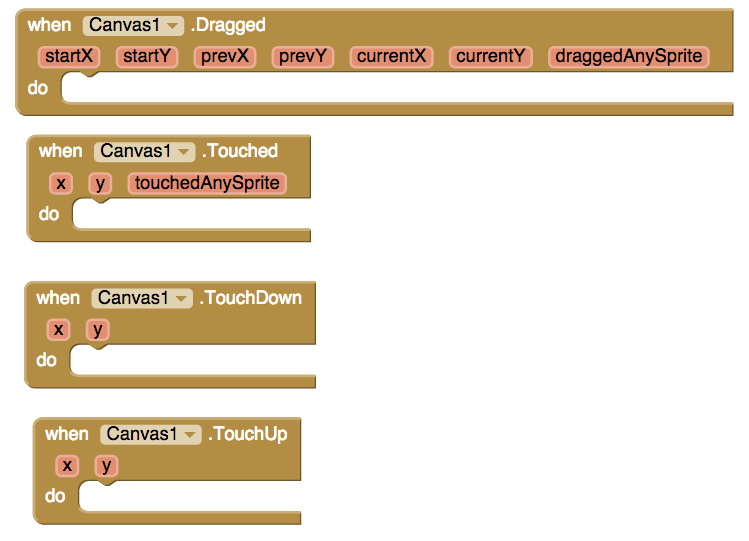 when Canvas1 .Dragged
startX startY prevX prevY currentX currentY draggedAnySprite
do
when Canvas1 .Touched
x y touchedAnySprite
do
when Canvas1 .TouchDown
x y
do
when Canvas1 .TouchUp
x y
do